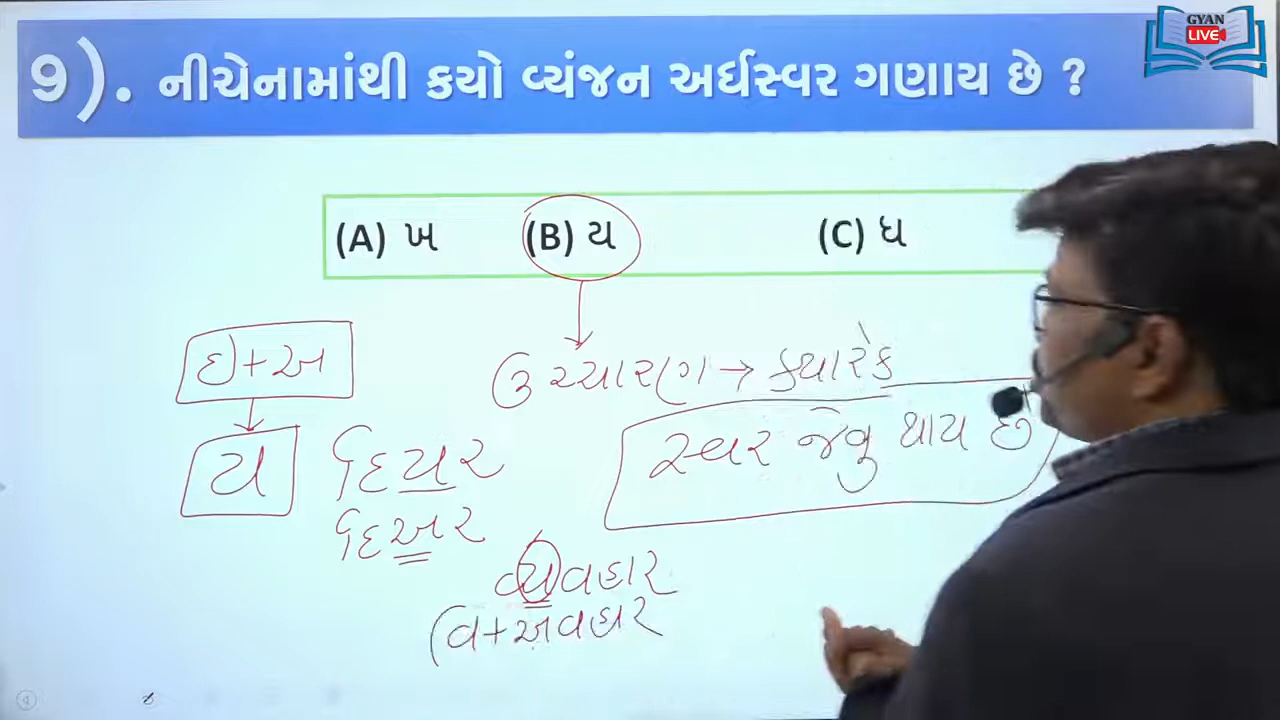 GYAN
LIVE
9). નીચેનામાંથી કયો વ્યંજન અર્ધસ્વર ગણાય છે ?
(A) ખ (B) ય (C) ધ
ઇ+અ
ય
ઉચ્ચારણ → ક્યારેક
સ્વર જેવુ થાય છે
દિયર
દિઅર
વ્યવહાર
વિ+અવહાર